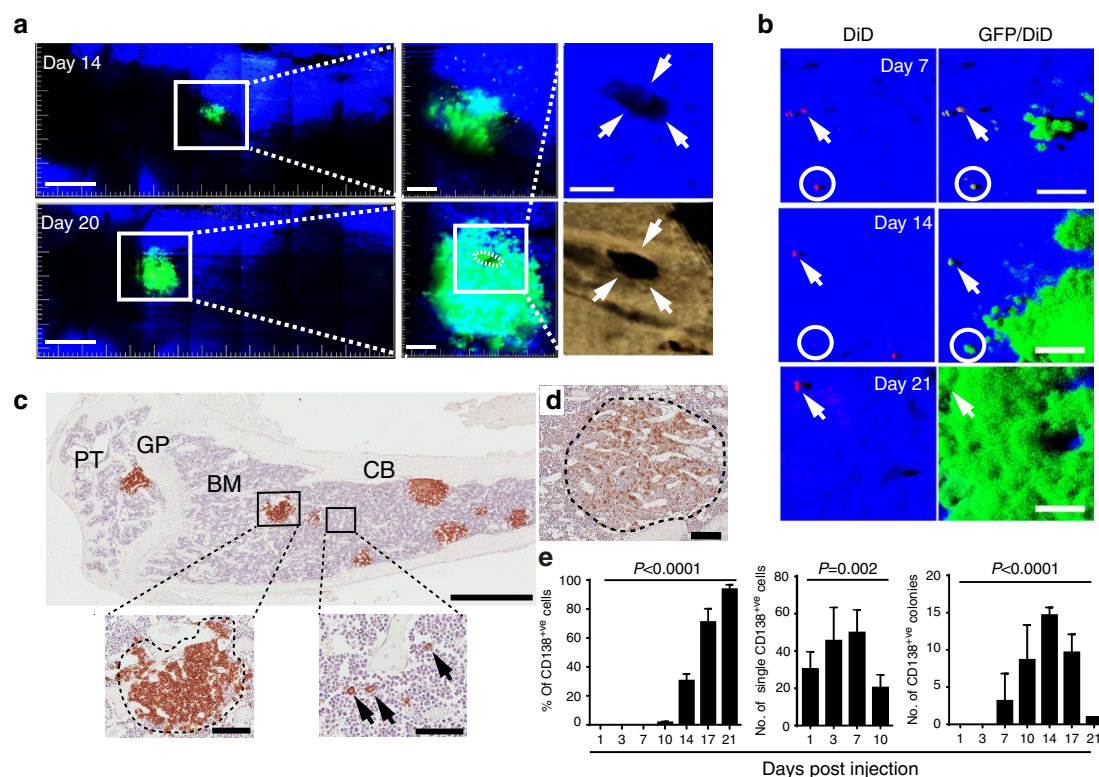 a
Day 14
Day 20
b
DiD GFP/DiD
Day 7
Day 14
Day 21
c
PT GP BM CB
d
e
% Of CD138+ve cells
100
80
60
40
20
0
P<0.0001
1 3 7 10 14 17 21
No. of single CD138+ve cells
80
60
40
20
0
P=0.002
1 3 7 10
No. of CD138+ve colonies
20
15
10
5
0
P<0.0001
1 3 7 10 14 17 21
Days post injection